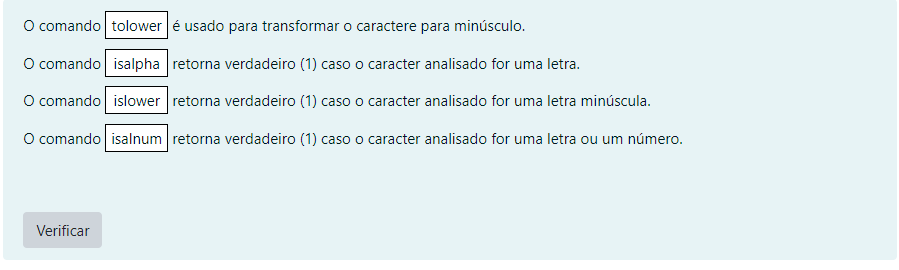 O comando tolower é usado para transformar o caractere para minúsculo.
O comando isalpha retorna verdadeiro (1) caso o caracter analisado for uma letra.
O comando islower retorna verdadeiro (1) caso o caracter analisado for uma letra minúscula.
O comando isalnum retorna verdadeiro (1) caso o caracter analisado for uma letra ou um número.
Verificar